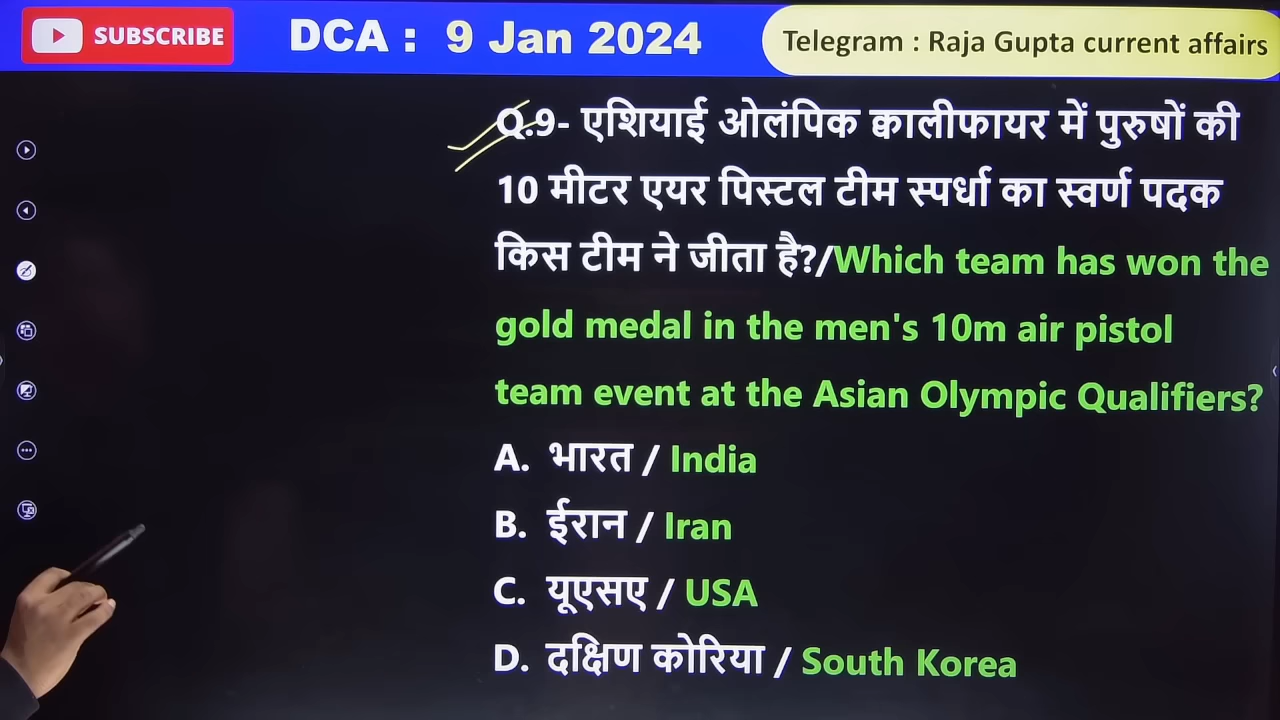 SUBSCRIBE
DCA : 9 Jan 2024
Telegram : Raja Gupta current affairs
Q.9- एशियाई ओलंपिक क्वालीफायर में पुरुषों की
10 मीटर एयर पिस्टल टीम स्पर्धा का स्वर्ण पदक
किस टीम ने जीता है?/Which team has won the
gold medal in the men's 10m air pistol
team event at the Asian Olympic Qualifiers?
A. भारत / India
B. ईरान / Iran
C. यूएसए / USA
D. दक्षिण कोरिया / South Korea